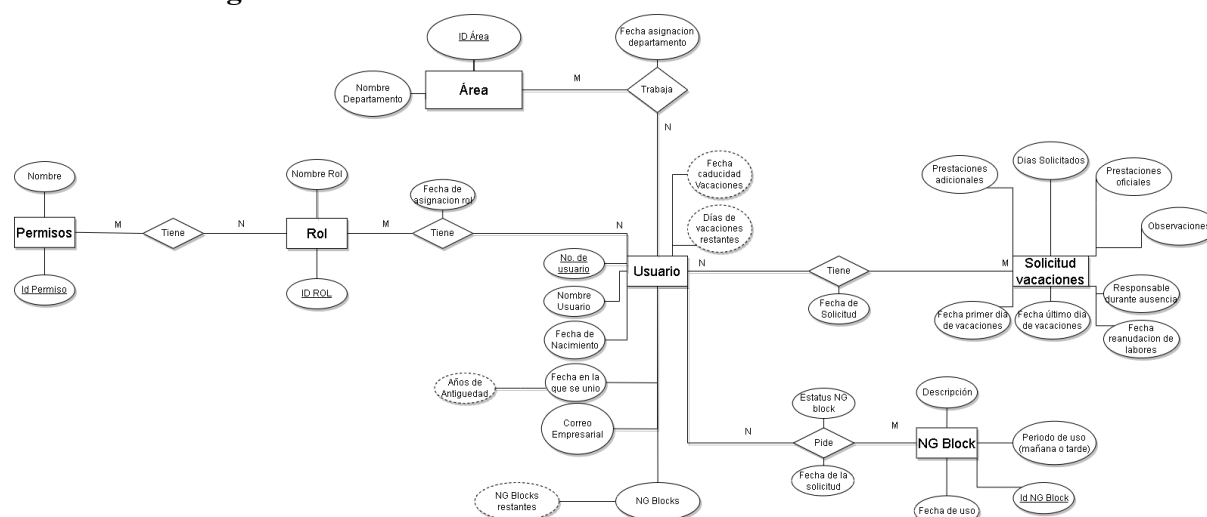 ID Área
Fecha asignacion
departamento
Nombre
Departamento
Área
M
Trabaja
N
Nombre
Nombre Rol
Fecha de
asignacion rol
Fecha
caducidad
Vacaciones
Días de
vacaciones
restantes
Prestaciones
adicionales
Dias Solicitados
Prestaciones
oficiales
Observaciones
Permisos
M
Tiene
N
Rol
M
Tiene
N
Id Permiso
ID ROL
No. de
usuario
Usuario
N
Tiene
M
Solicitud
vacaciones
Nombre
Usuario
Fecha de
Solicitud
Fecha primer dia
de vacaciones
Fecha último dia
de vacaciones
Responsable
durante ausencia
Fecha
reanudacion de
labores
Fecha de
Nacimiento
Años de
Antiguedad
Fecha en la
que se unio
Correo
Empresarial
Estatus NG
block
Descripción
N
Pide
M
NG Block
Periodo de uso
(mañana o tarde)
Fecha de la
solicitud
Id NG Block
Fecha de uso
NG Blocks
restantes
NG Blocks